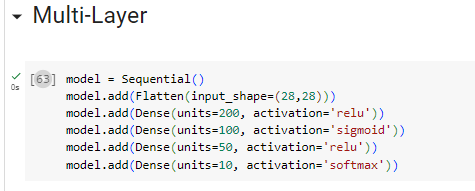 Multi-Layer
[63] model = Sequential()
0s
model.add(Flatten(input_shape=(28,28)))
model.add(Dense(units=200, activation='relu'))
model.add(Dense(units=100, activation='sigmoid'))
model.add(Dense(units=50, activation='relu'))
model.add(Dense(units=10, activation='softmax'))